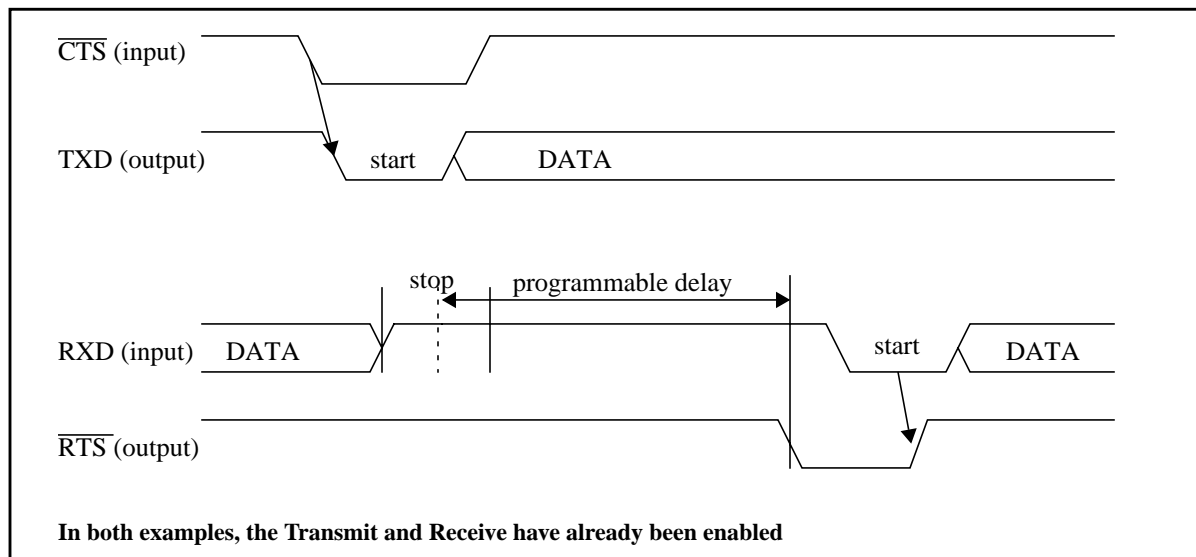 CTS (input)
TXD (output) start DATA
stop programmable delay
RXD (input) DATA start DATA
RTS (output)
In both examples, the Transmit and Receive have already been enabled